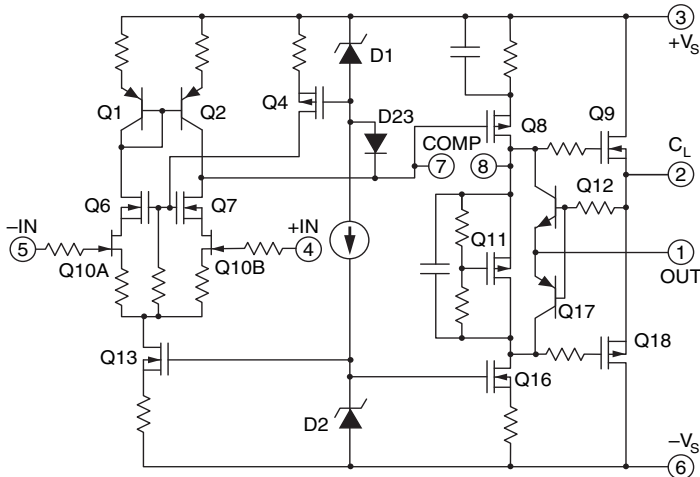 3
+VS
D1
Q1
Q2
Q4
D23
Q8
Q9
COMP
7
8
CL
2
Q12
Q6
Q7
Q11
–IN
+IN
5
4
1
OUT
Q10A
Q10B
Q17
Q13
Q18
Q16
D2
–VS
6